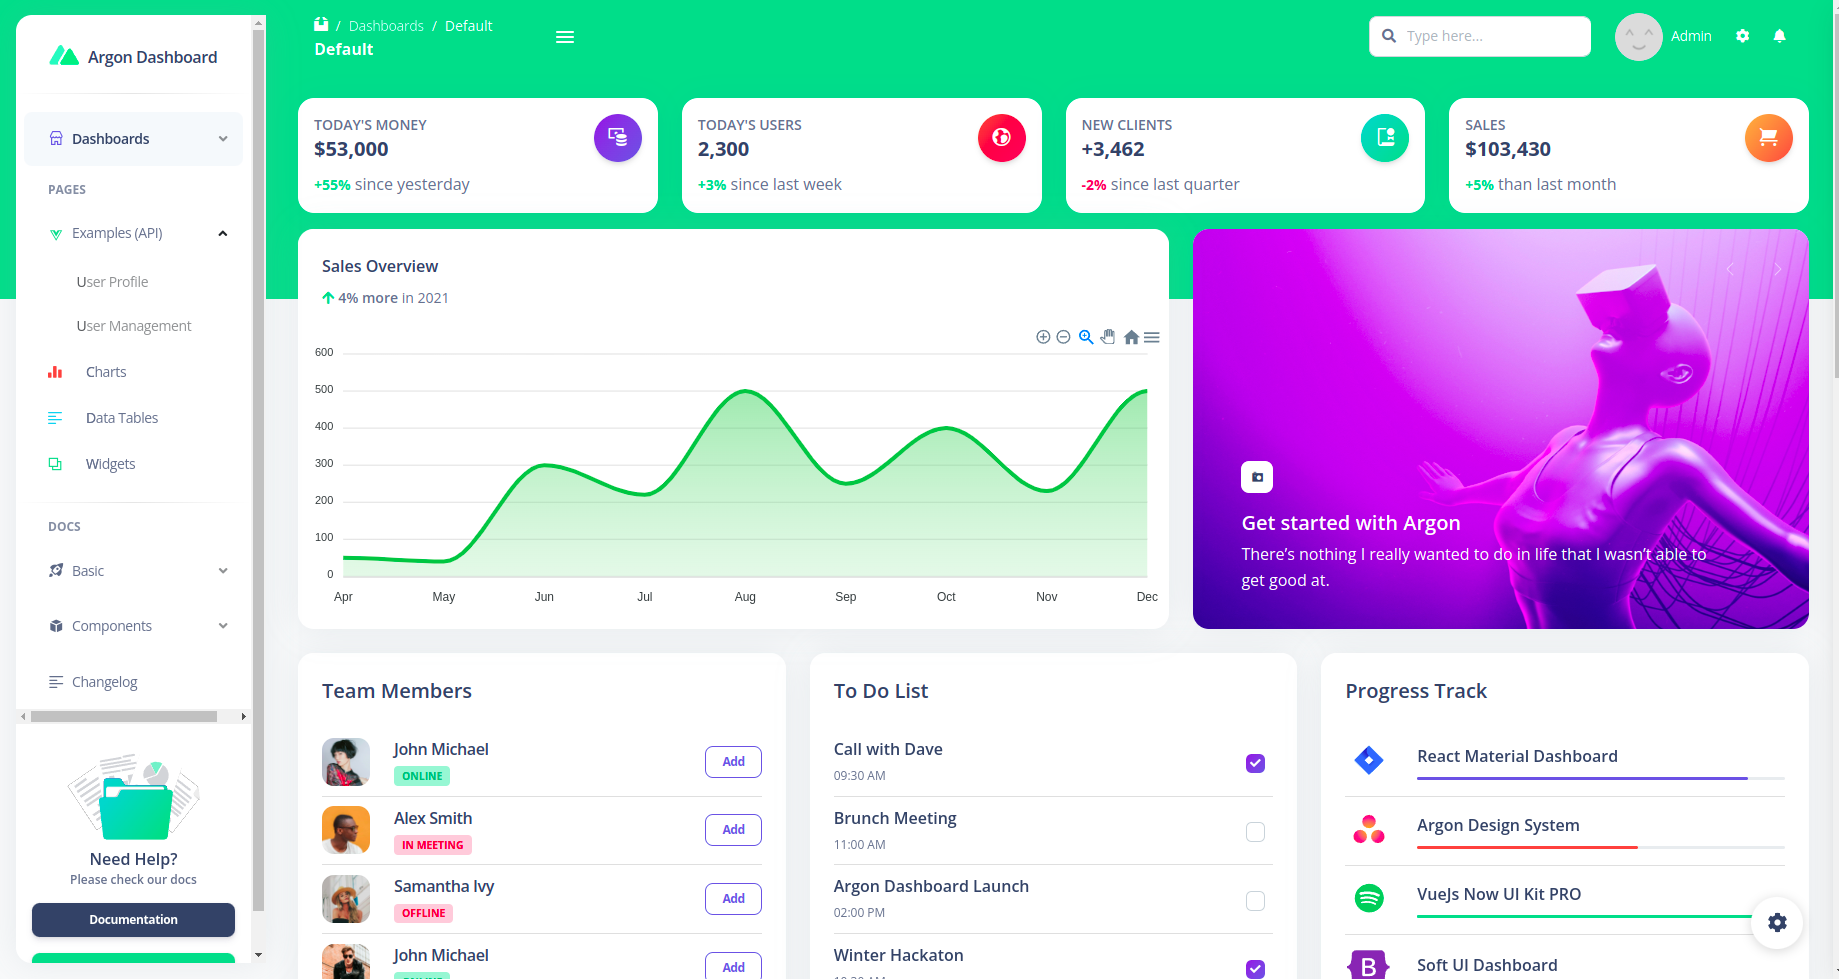 Argon Dashboard
Dashboards
PAGES
Examples (API)
User Profile
User Management
Charts
Data Tables
Widgets
DOCS
Basic
Components
Changelog
Need Help?
Please check our docs
Documentation
/ Dashboards / Default
Default
Type here...
Admin
TODAY'S MONEY
$53,000
+55% since yesterday
TODAY'S USERS
2,300
+3% since last week
NEW CLIENTS
+3,462
-2% since last quarter
SALES
$103,430
+5% than last month
Sales Overview
4% more in 2021
600
500
400
300
200
100
0
Apr May Jun Jul Aug Sep Oct Nov Dec
Get started with Argon
There’s nothing I really wanted to do in life that I wasn’t able to
get good at.
Team Members
John Michael
ONLINE
Add
Alex Smith
IN MEETING
Add
Samantha Ivy
OFFLINE
Add
John Michael
Add
To Do List
Call with Dave
09:30 AM
Brunch Meeting
11:00 AM
Argon Dashboard Launch
02:00 PM
Winter Hackaton
Progress Track
React Material Dashboard
Argon Design System
VueJs Now UI Kit PRO
B
Soft UI Dashboard